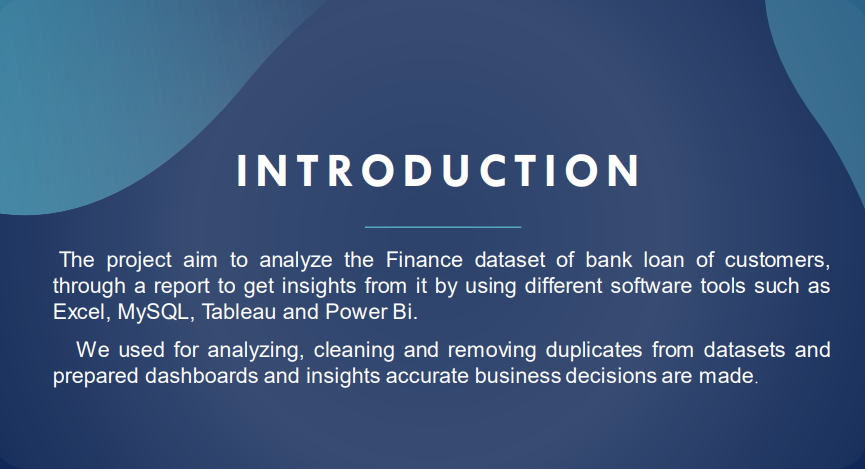 INTRODUCTION
The project aim to analyze the Finance dataset of bank loan of customers,
through a report to get insights from it by using different software tools such as
Excel, MySQL, Tableau and Power Bi.
We used for analyzing, cleaning and removing duplicates from datasets and
prepared dashboards and insights accurate business decisions are made.